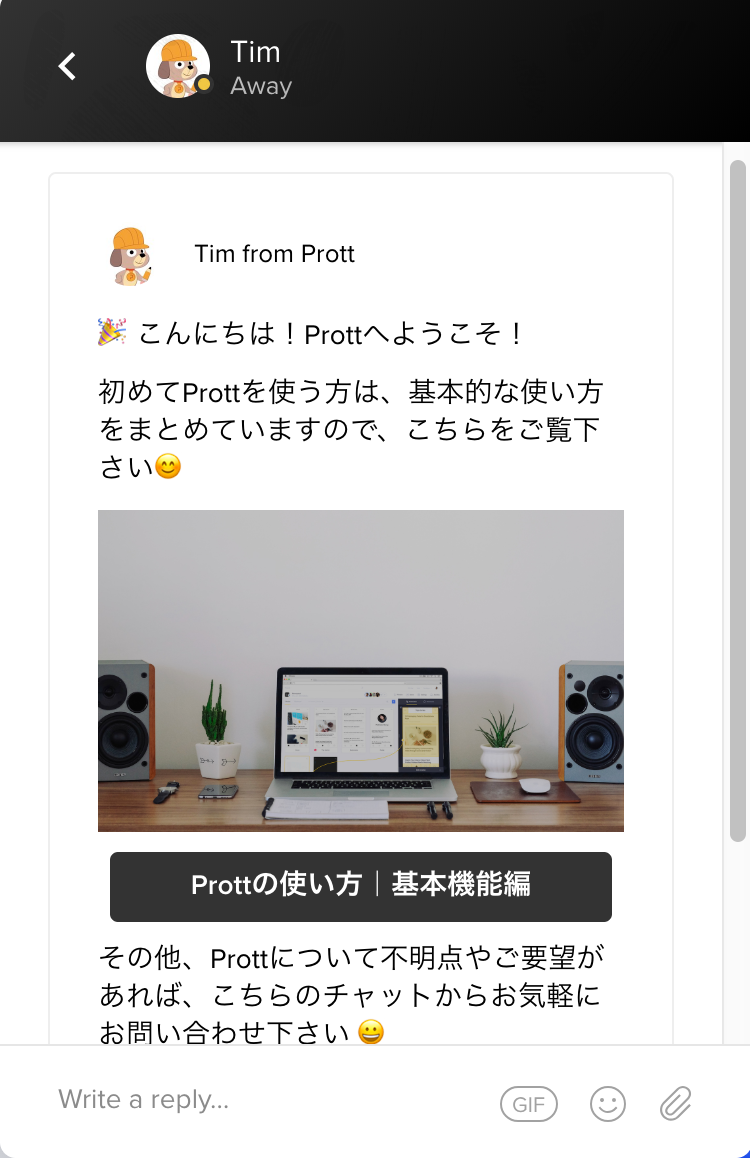 Tim
Away
Tim from Prott
🎉 こんにちは！Prottへようこそ！
初めてProttを使う方は、基本的な使い方
をまとめていますので、こちらをご覧下
さい😊
Prottの使い方｜基本機能編
その他、Prottについて不明点やご要望が
あれば、こちらのチャットからお気軽に
お問い合わせ下さい 😀
Write a reply...
GIF